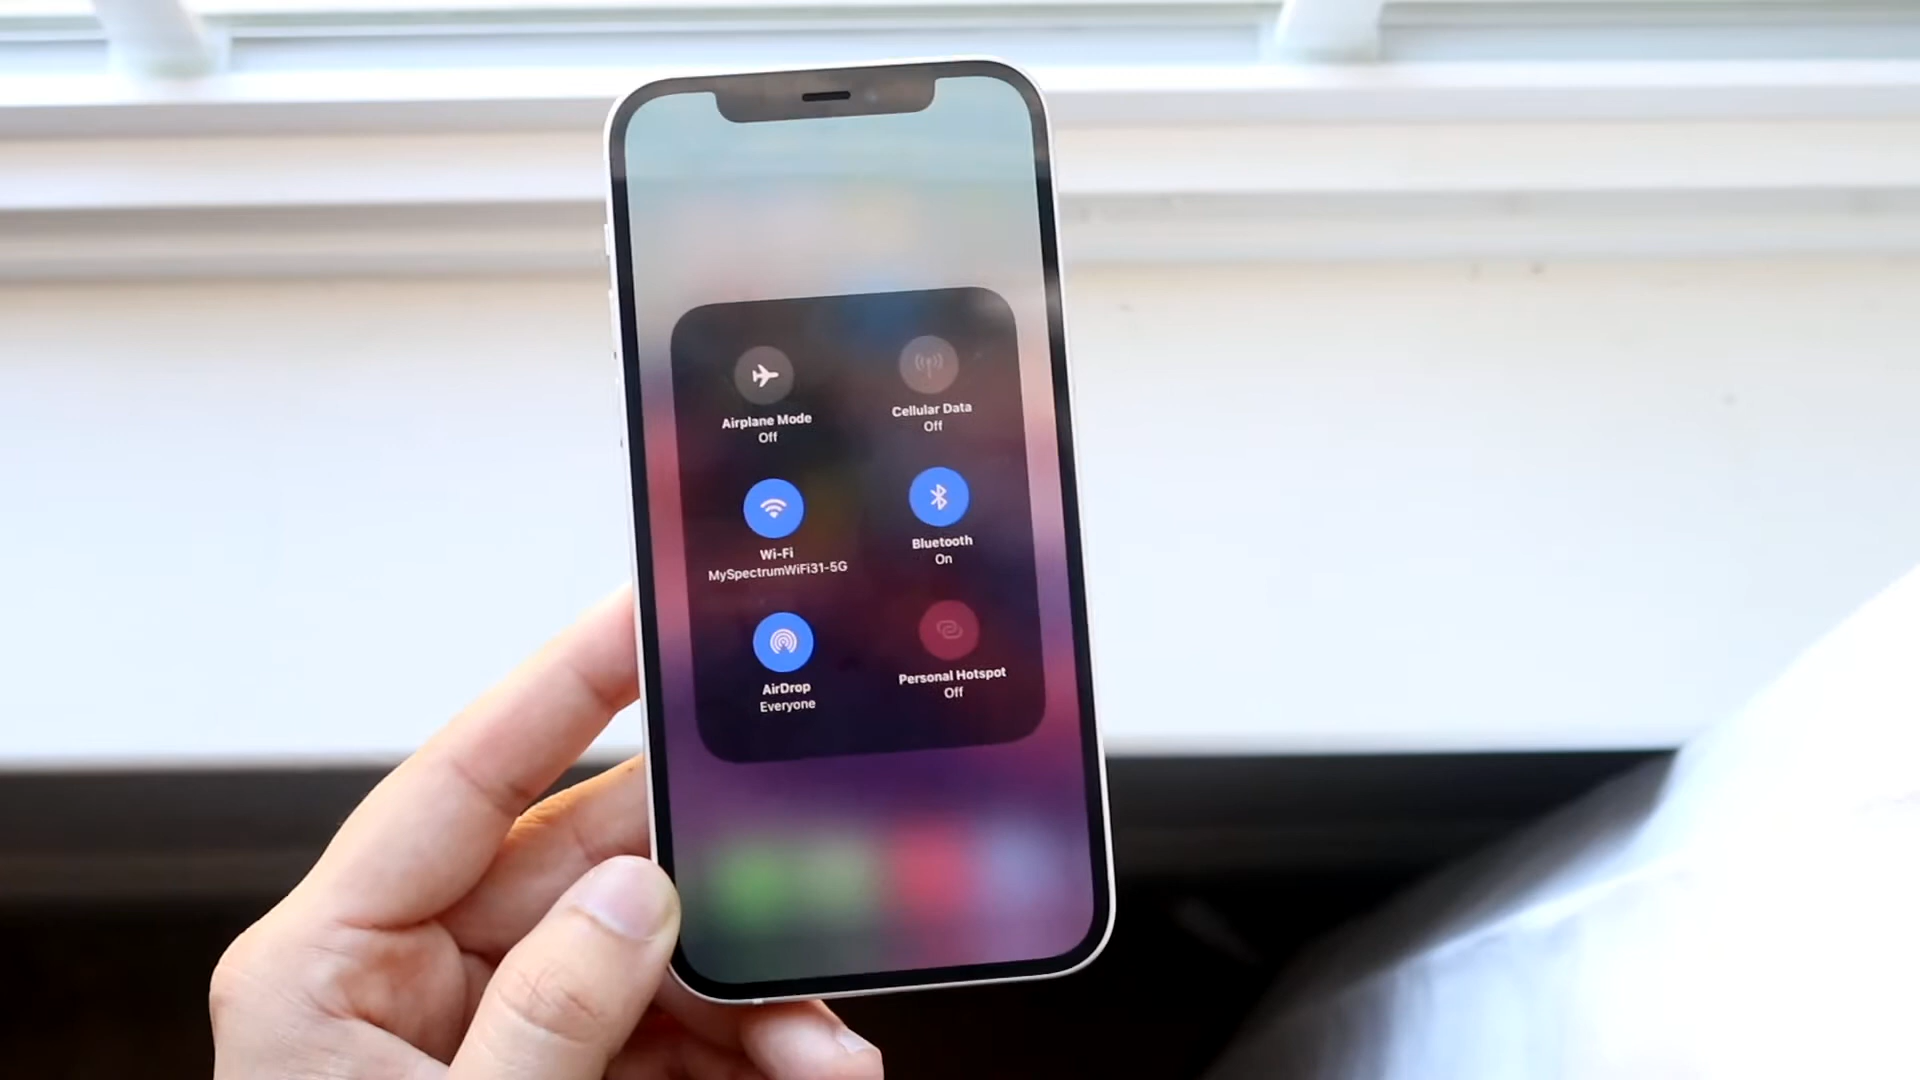 Airplane Mode
Off
Cellular Data
Off
Wi-Fi
MySpectrumWiFi31-5G
Bluetooth
On
AirDrop
Everyone
Personal Hotspot
Off